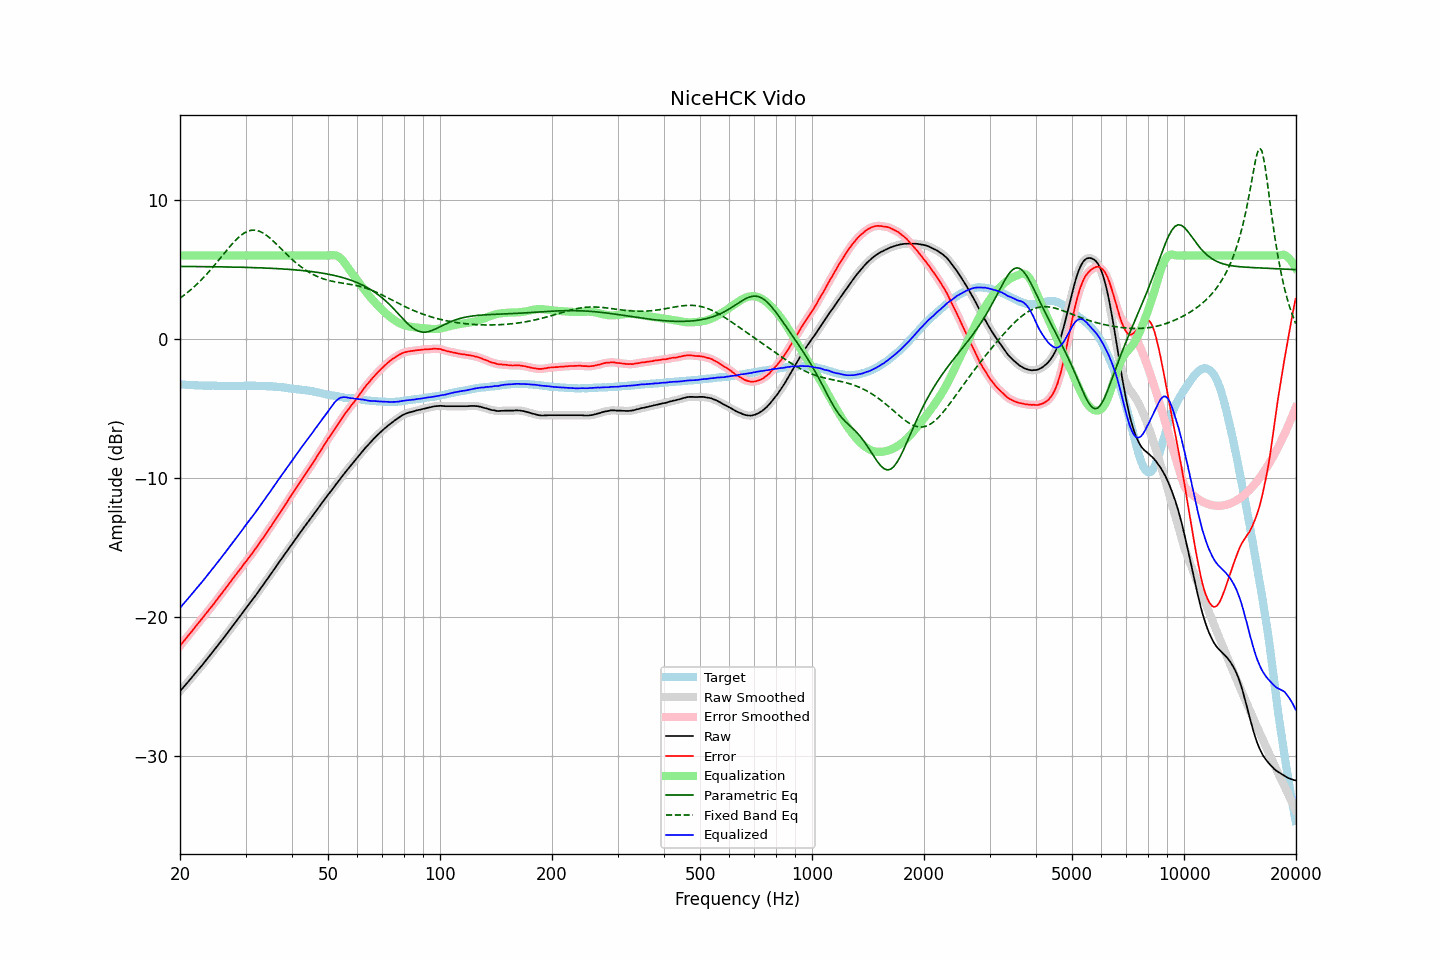 NiceHCK Vido
Amplitude (dBr)
10
0
−10
−20
−30
Target
Raw Smoothed
Error Smoothed
Raw
Error
Equalization
Parametric Eq
Fixed Band Eq
Equalized
20 50 100 200 500 1000 2000 5000 10000 20000
Frequency (Hz)